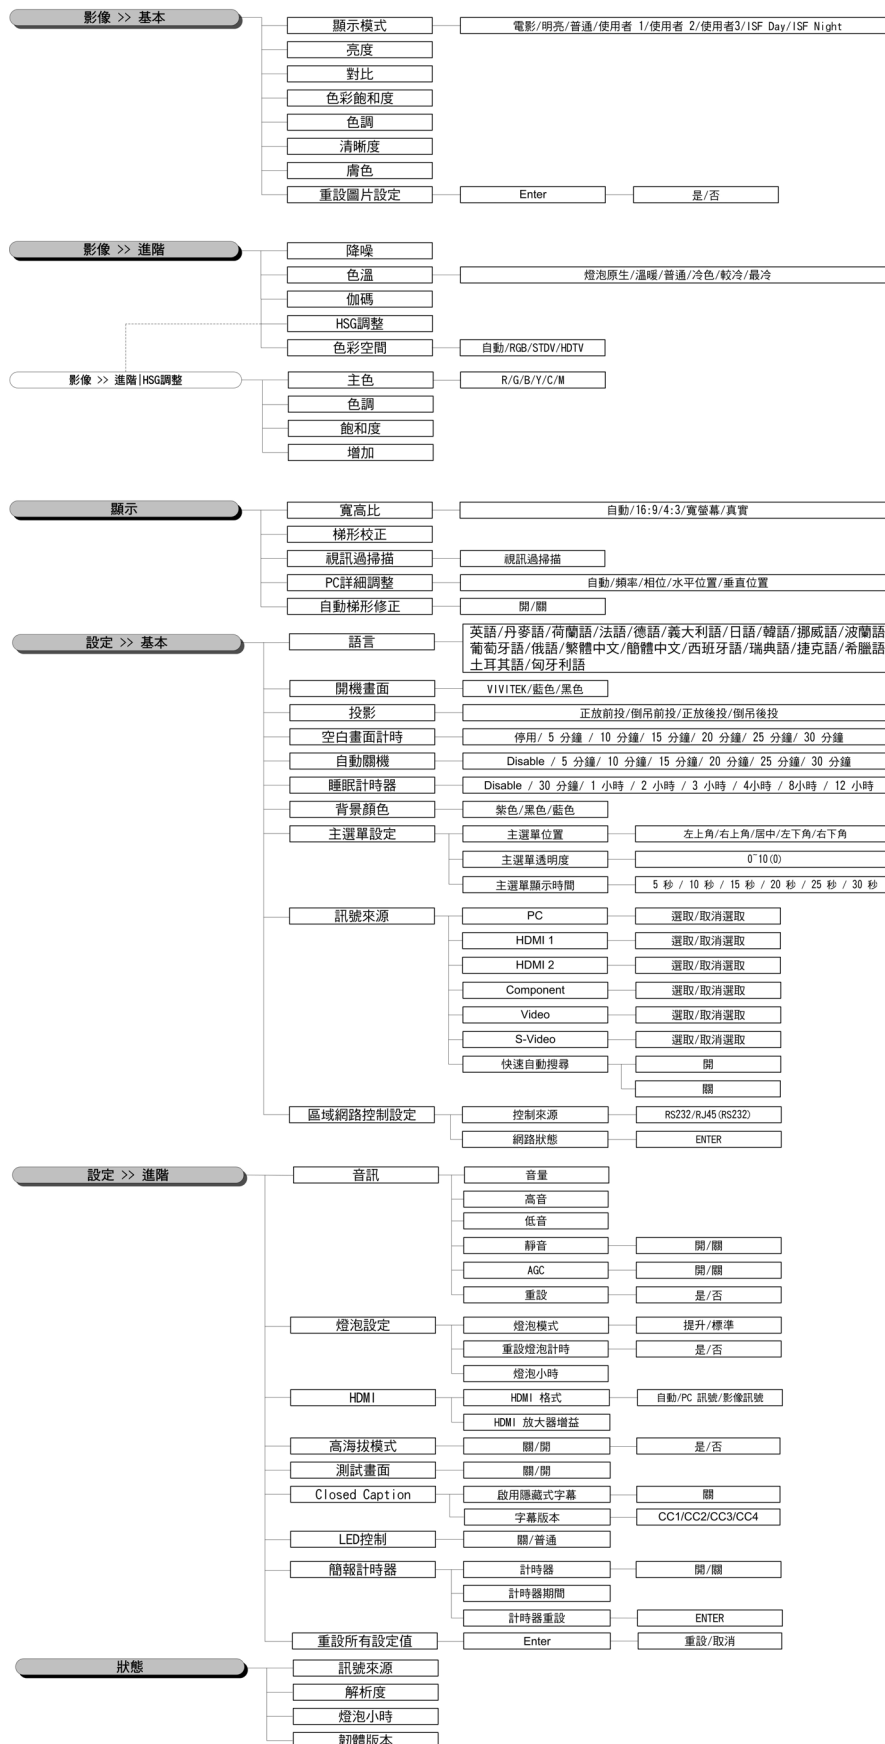 影像 >> 基本
顯示模式
電影/明亮/普通/使用者 1/使用者 2/使用者3/ISF Day/ISF Night
亮度
對比
色彩飽和度
色調
清晰度
膚色
重設圖片設定
Enter
是/否
影像 >> 進階
降噪
色溫
燈泡原生/溫暖/普通/冷色/較冷/最冷
伽碼
HSG調整
色彩空間
自動/RGB/STDV/HDTV
影像 >> 進階|HSG調整
主色
R/G/B/Y/C/M
色調
飽和度
增加
顯示
寬高比
自動/16:9/4:3/寬螢幕/真實
梯形校正
視訊過掃描
視訊過掃描
PC詳細調整
自動/頻率/相位/水平位置/垂直位置
自動梯形修正
開/關
設定 >> 基本
語言
英語/丹麥語/荷蘭語/法語/德語/義大利語/日語/韓語/挪威語/波蘭語
葡萄牙語/俄語/繁體中文/簡體中文/西班牙語/瑞典語/捷克語/希臘語
土耳其語/匈牙利語
開機畫面
VIVITEK/藍色/黑色
投影
正放前投/倒吊前投/正放後投/倒吊後投
空白畫面計時
停用/ 5 分鐘 / 10 分鐘/ 15 分鐘/ 20 分鐘/ 25 分鐘/ 30 分鐘
自動關機
Disable / 5 分鐘/ 10 分鐘/ 15 分鐘/ 20 分鐘/ 25 分鐘/ 30 分鐘
睡眠計時器
Disable / 30 分鐘/ 1 小時 / 2 小時 / 3 小時 / 4小時 / 8小時 / 12 小時
背景顏色
紫色/黑色/藍色
主選單設定
主選單位置
左上角/右上角/居中/左下角/右下角
主選單透明度
0~10(0)
主選單顯示時間
5 秒 / 10 秒 / 15 秒 / 20 秒 / 25 秒 / 30 秒
訊號來源
PC
選取/取消選取
HDMI 1
選取/取消選取
HDMI 2
選取/取消選取
Component
選取/取消選取
Video
選取/取消選取
S-Video
選取/取消選取
快速自動搜尋
開
關
區域網路控制設定
控制來源
RS232/RJ45(RS232)
網路狀態
ENTER
設定 >> 進階
音訊
音量
高音
低音
靜音
開/關
AGC
開/關
重設
是/否
燈泡設定
燈泡模式
提升/標準
重設燈泡計時
是/否
燈泡小時
HDMI
HDMI 格式
自動/PC 訊號/影像訊號
HDMI 放大器增益
高海拔模式
關/開
是/否
測試畫面
關/開
Closed Caption
啟用隱藏式字幕
關
字幕版本
CC1/CC2/CC3/CC4
LED控制
關/普通
簡報計時器
計時器
開/關
計時器期間
計時器重設
ENTER
重設所有設定值
Enter
重設/取消
狀態
訊號來源
解析度
燈泡小時
韌體版本